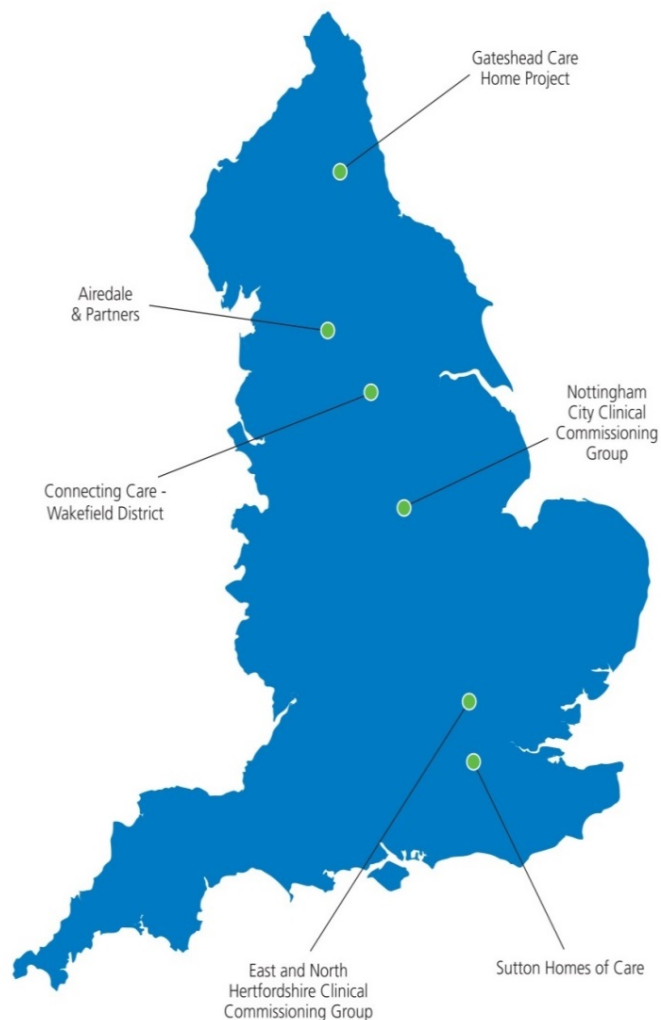 Gateshead Care
Home Project
Airedale
& Partners
Nottingham
City Clinical
Commissioning
Group
Connecting Care -
Wakefield District
East and North
Hertfordshire Clinical
Commissioning Group
Sutton Homes of Care